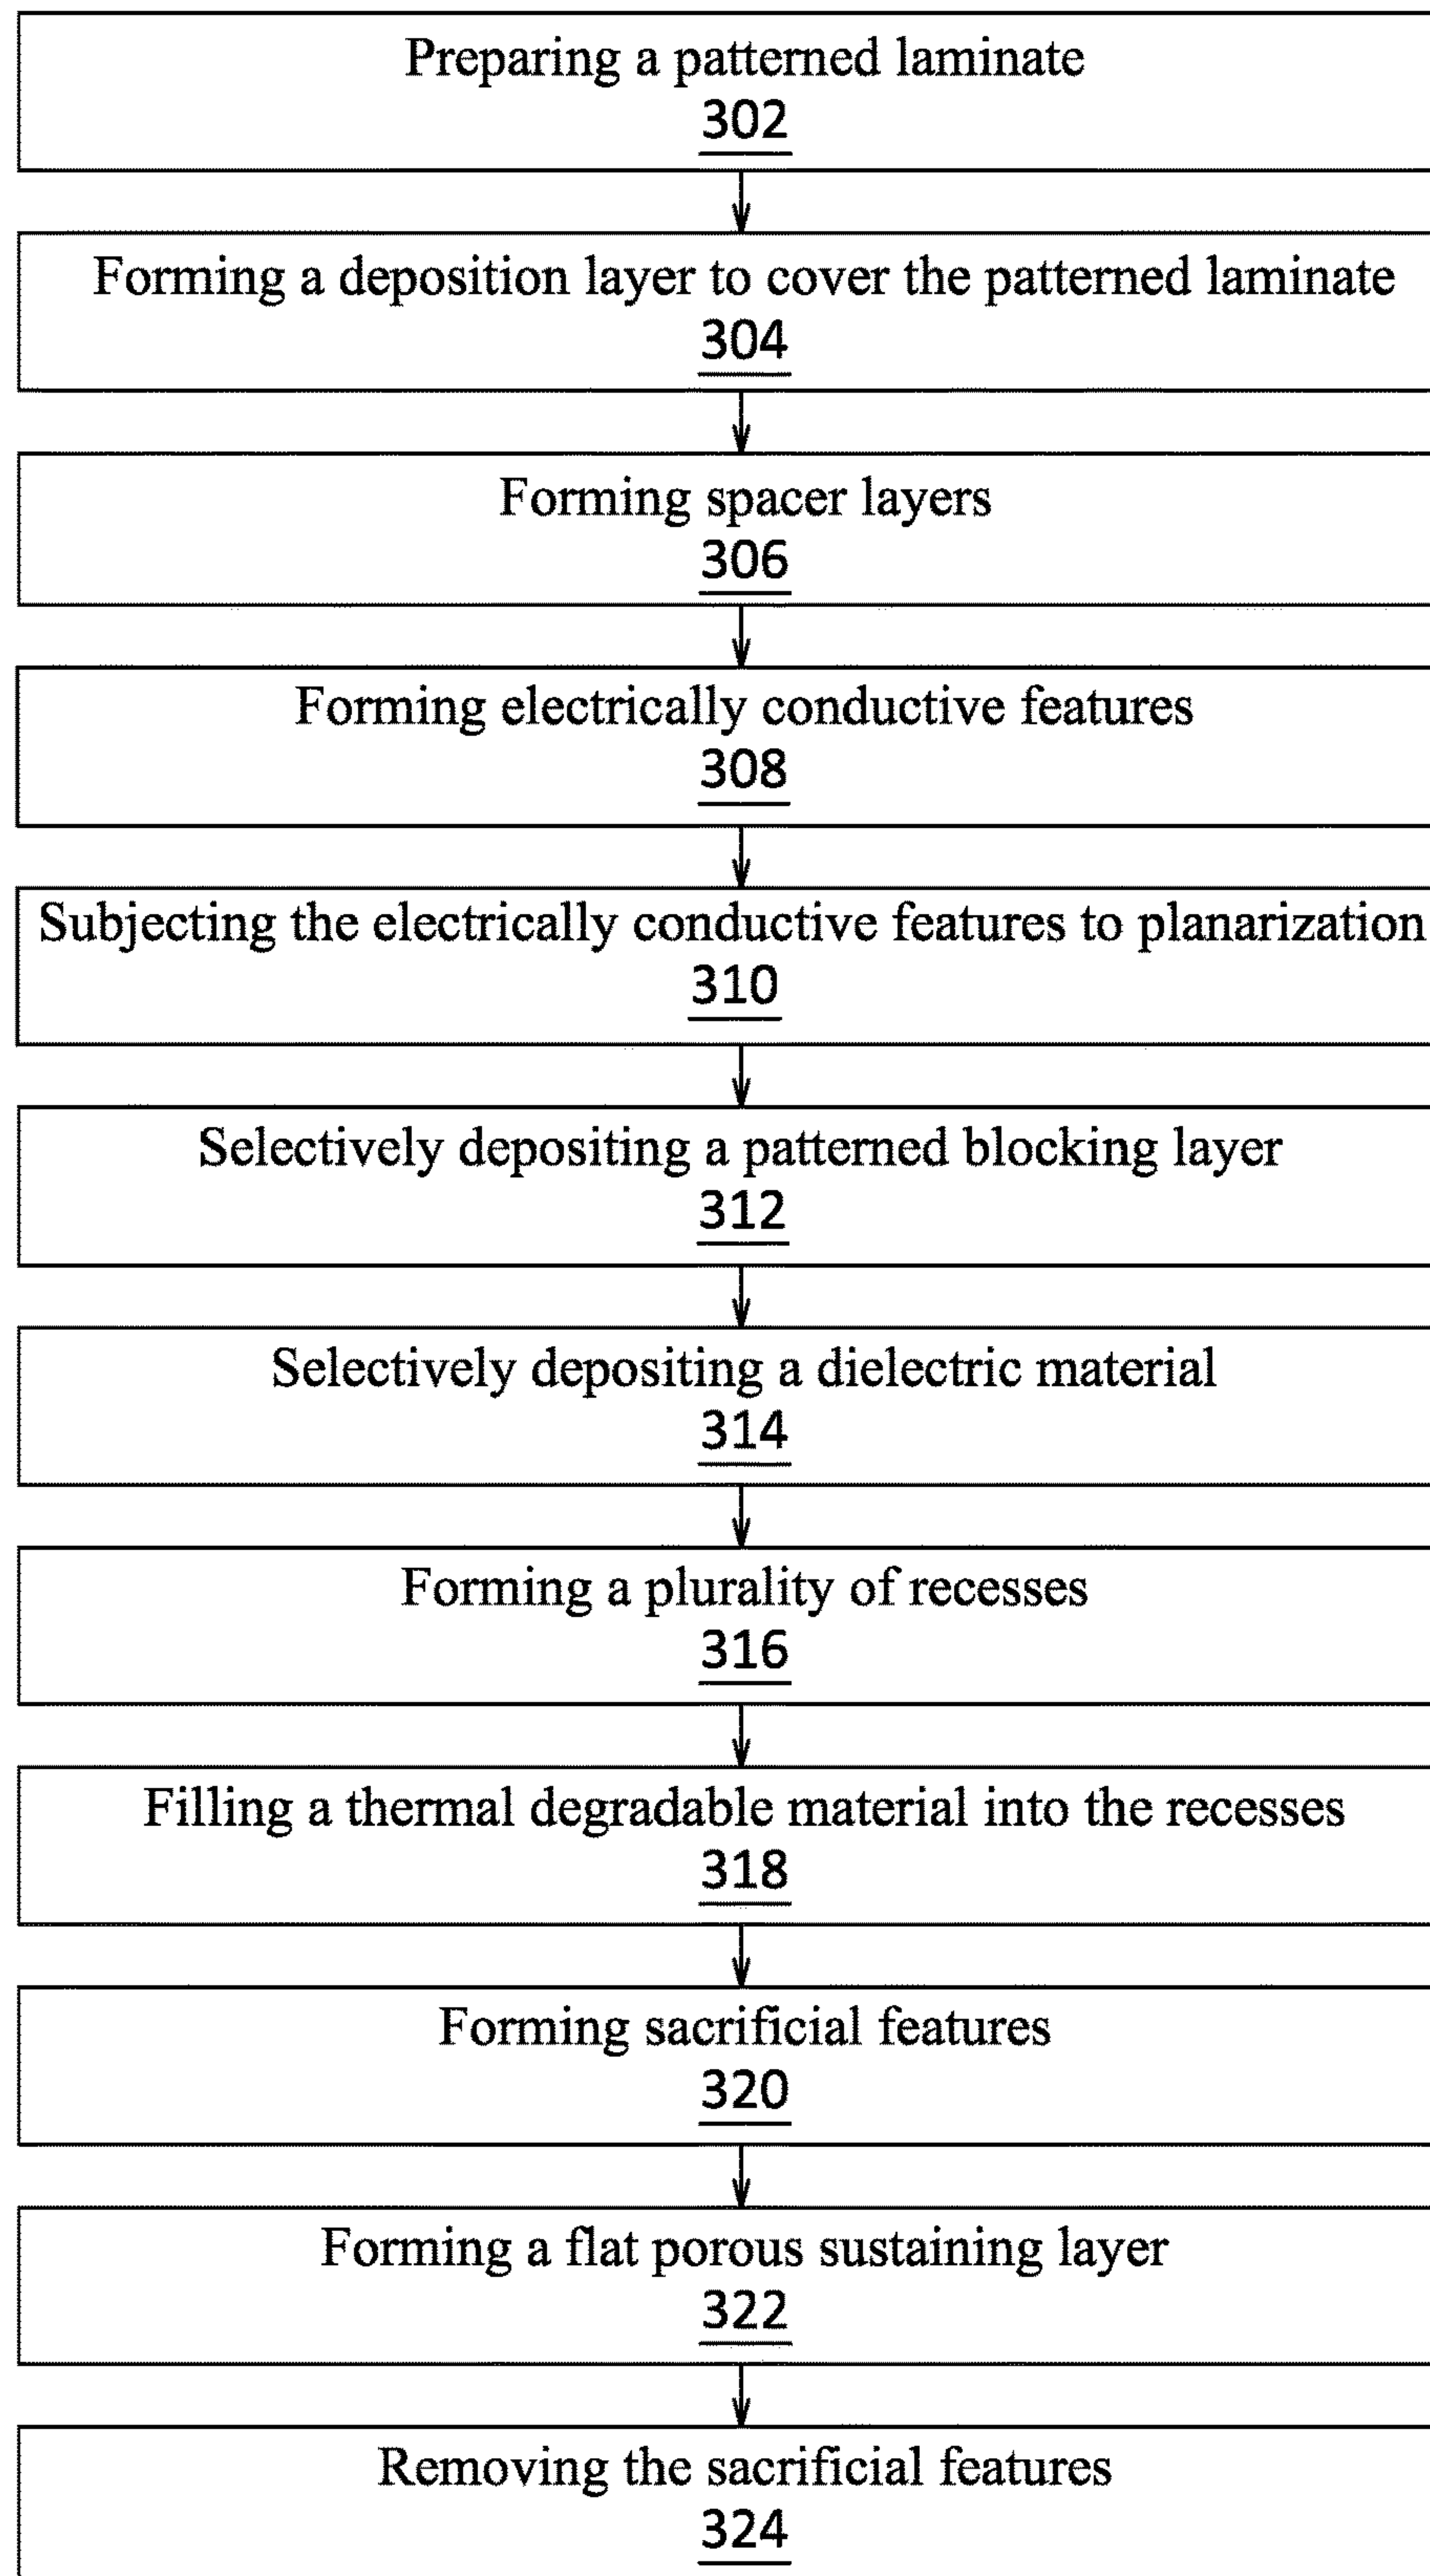 Preparing a patterned laminate
302
Forming a deposition layer to cover the patterned laminate
304
Forming spacer layers
306
Forming electrically conductive features
308
Subjecting the electrically conductive features to planarization
310
Selectively depositing a patterned blocking layer
312
Selectively depositing a dielectric material
314
Forming a plurality of recesses
316
Filling a thermal degradable material into the recesses
318
Forming sacrificial features
320
Forming a flat porous sustaining layer
322
Removing the sacrificial features
324